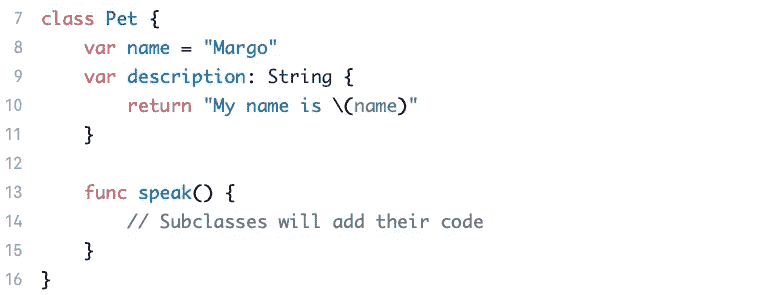 7 class Pet {
8     var name = "Margo"
9     var description: String {
10         return "My name is \(name)"
11     }
12
13     func speak() {
14         // Subclasses will add their code
15     }
16 }